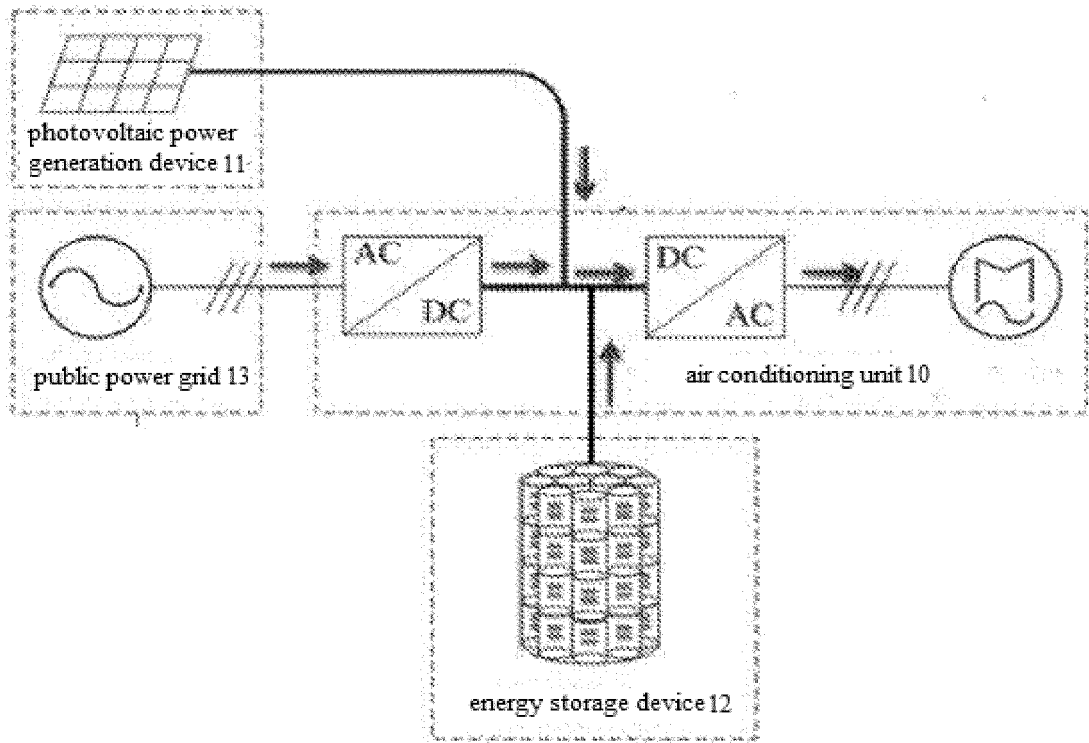 photovoltaic power
generation device 11
AC
DC
DC
AC
public power grid 13
air conditioning unit 10
energy storage device 12